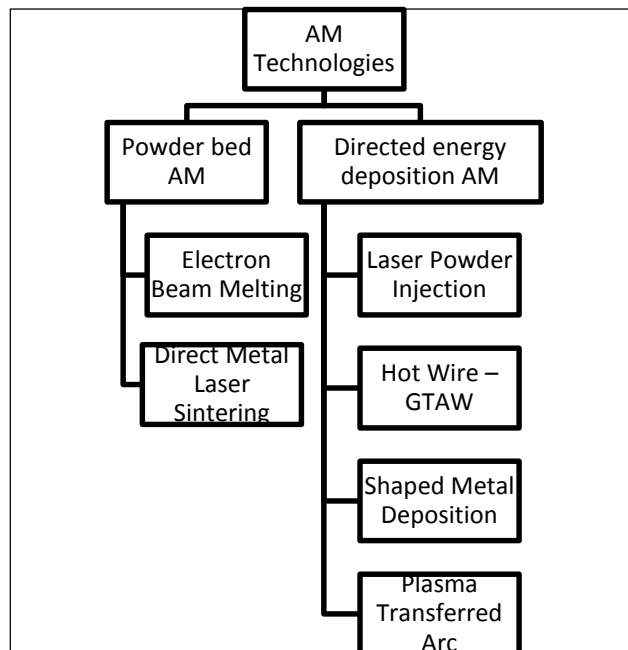 AM
Technologies
Powder bed
AM
Directed energy
deposition AM
Electron
Beam Melting
Laser Powder
Injection
Direct Metal
Laser
Sintering
Hot Wire –
GTAW
Shaped Metal
Deposition
Plasma
Transferred
Arc